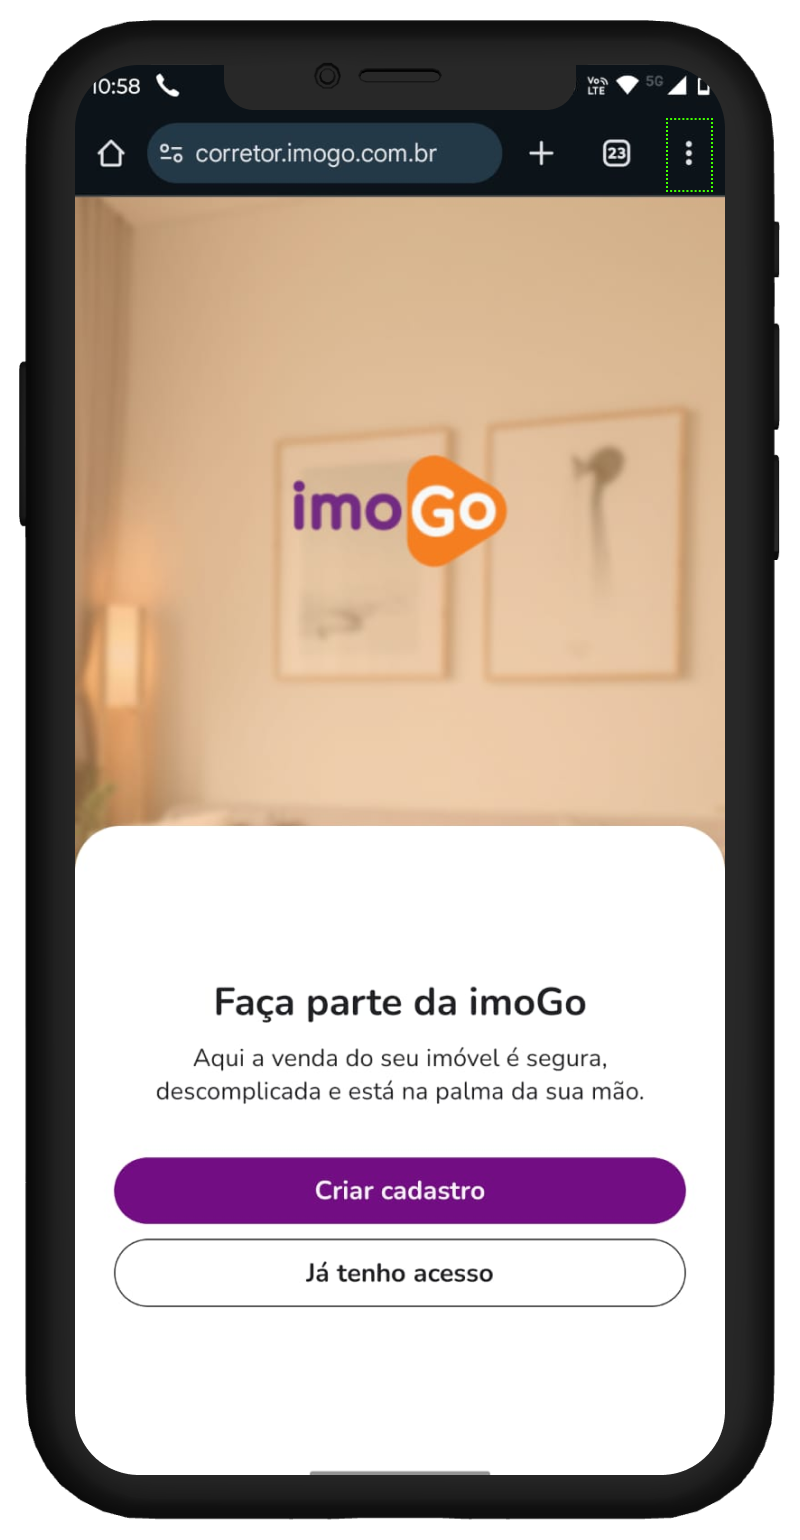 10:58
Vo LTE
5G
corretor.imogo.com.br
23
imoGo
Faça parte da imoGo
Aqui a venda do seu imóvel é segura,
descomplicada e está na palma da sua mão.
Criar cadastro
Já tenho acesso